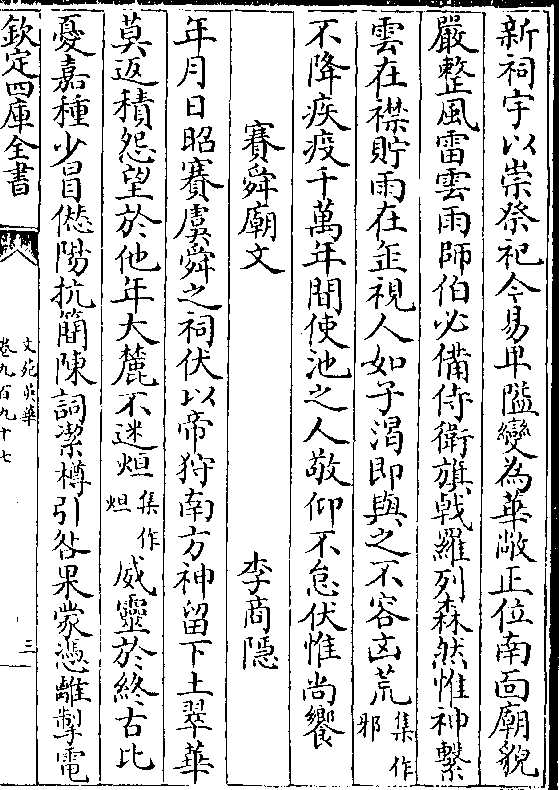 新祠宇以崇祭祀今易卑隘變為華敞正位南面廟貌
嚴整風雷雲雨師伯必備侍衛旗㦸羅列森然惟神繫
雲在襟貯雨在缶視人如子渴即與之不容凶荒集作邪
不降疾疫千萬年間使池之人敬仰不怠伏惟尚饗
賽舜廟文 李商隠
年月日昭賽虞舜之祠伏以帝狩南方神留下土翠華
莫返積怨望於他年大麓不迷烜集作烜威靈於終古比
憂嘉種少冒愆陽抗簡陳詞潔樽引咎果蒙憑離掣電
欽定四庫全書
文苑英華
卷九百九十七
三